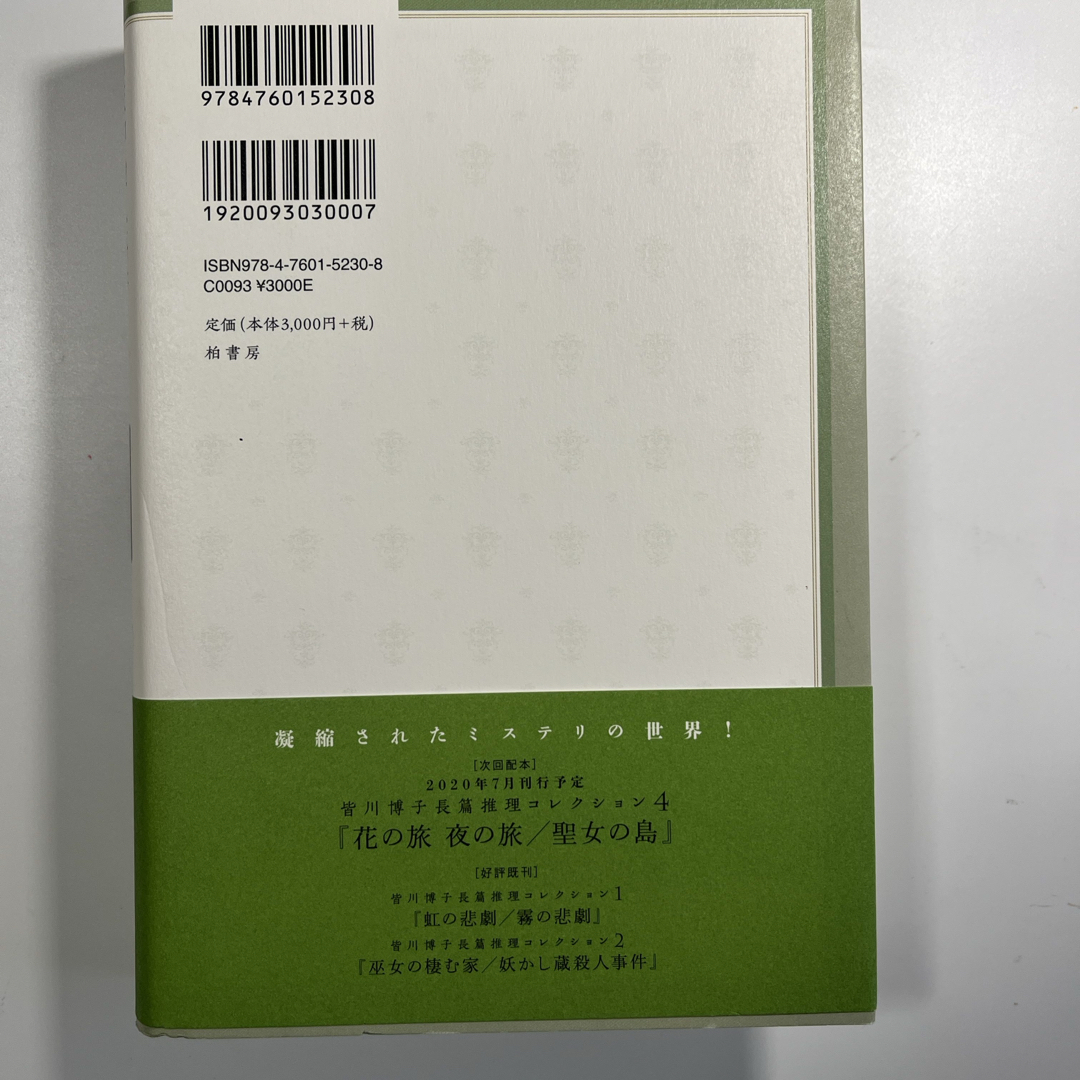 9784760152308
1920093030007
ISBN978-4-7601-5230-8
C0093 ¥3000E
定価(本体3,000円+税)
柏書房
凝縮されたミステリの世界!
[次回配本]
2020年7月刊行予定
皆川博子長篇推理コレクション4
『花の旅 夜の旅/聖女の島』
[好評既刊]
皆川博子長篇推理コレクション1
『虹の悲劇/霧の悲劇』
皆川博子長篇推理コレクション2
『巫女の棲む家/妖かし蔵殺人事件』